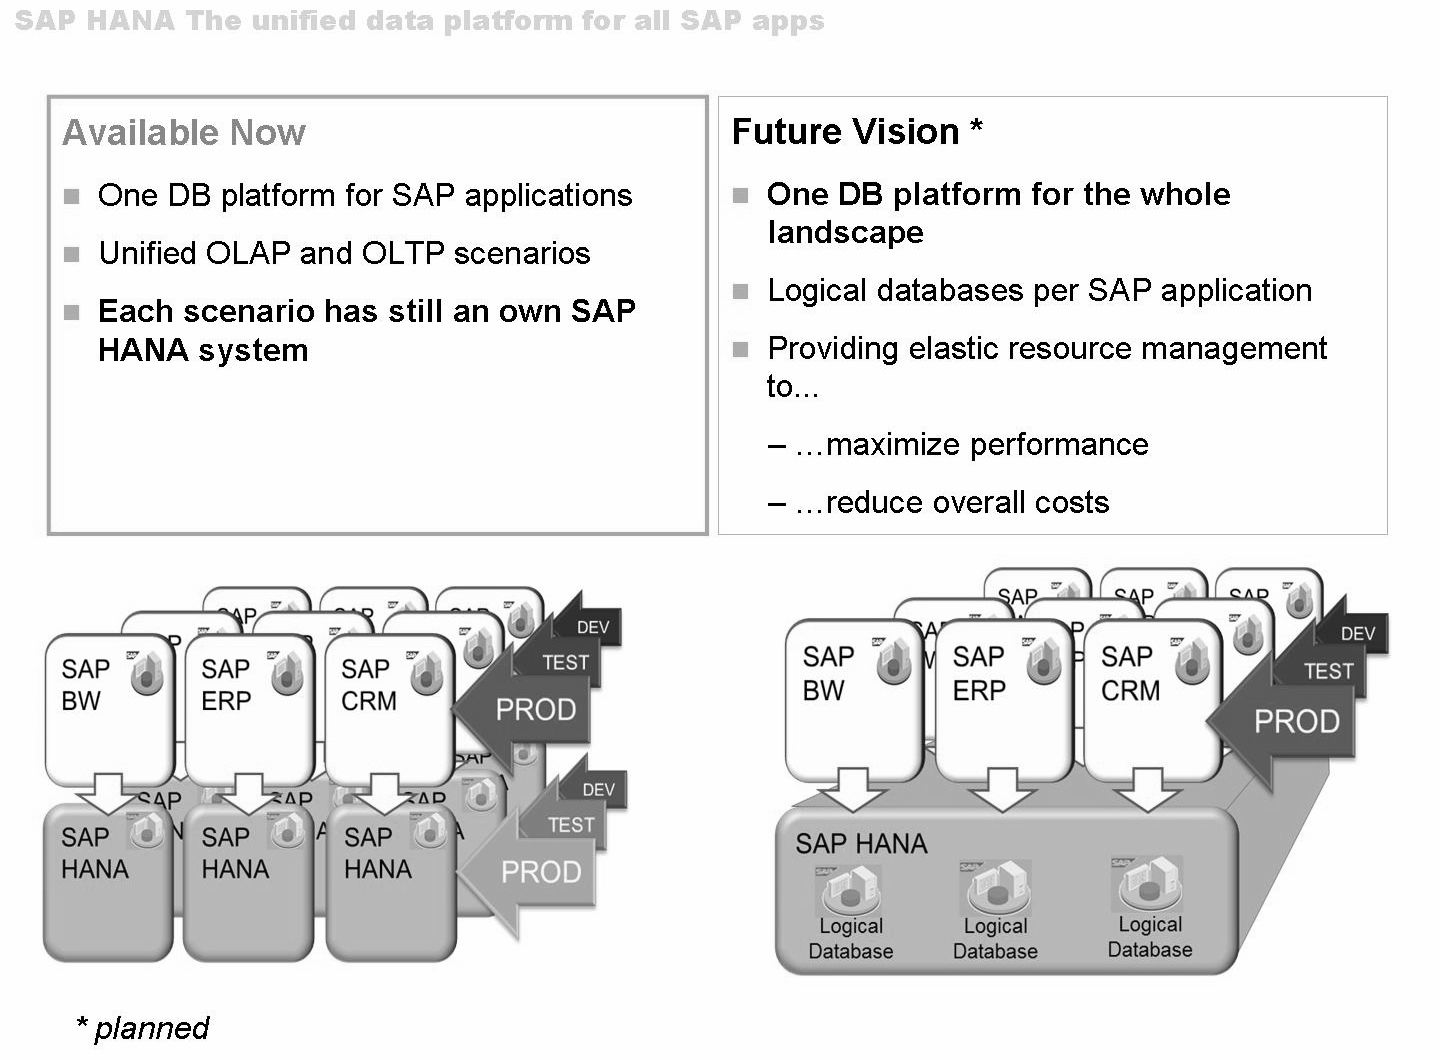 SAP HANA The unified data platform for all SAP apps
Available Now
One DB platform for SAP applications
Unified OLAP and OLTP scenarios
Each scenario has still an own SAP
HANA system
Future Vision *
One DB platform for the whole
landscape
Logical databases per SAP application
Providing elastic resource management
to...
– …maximize performance
– …reduce overall costs
DEV
TEST
PROD
SAP
BW
SAP
ERP
SAP
CRM
DEV
TEST
PROD
SAP
HANA
SAP
HANA
SAP
HANA
SAP
SAP
SAP
DEV
TEST
PROD
SAP
BW
SAP
ERP
SAP
CRM
SAP HANA
Logical
Database
Logical
Database
Logical
Database
* planned